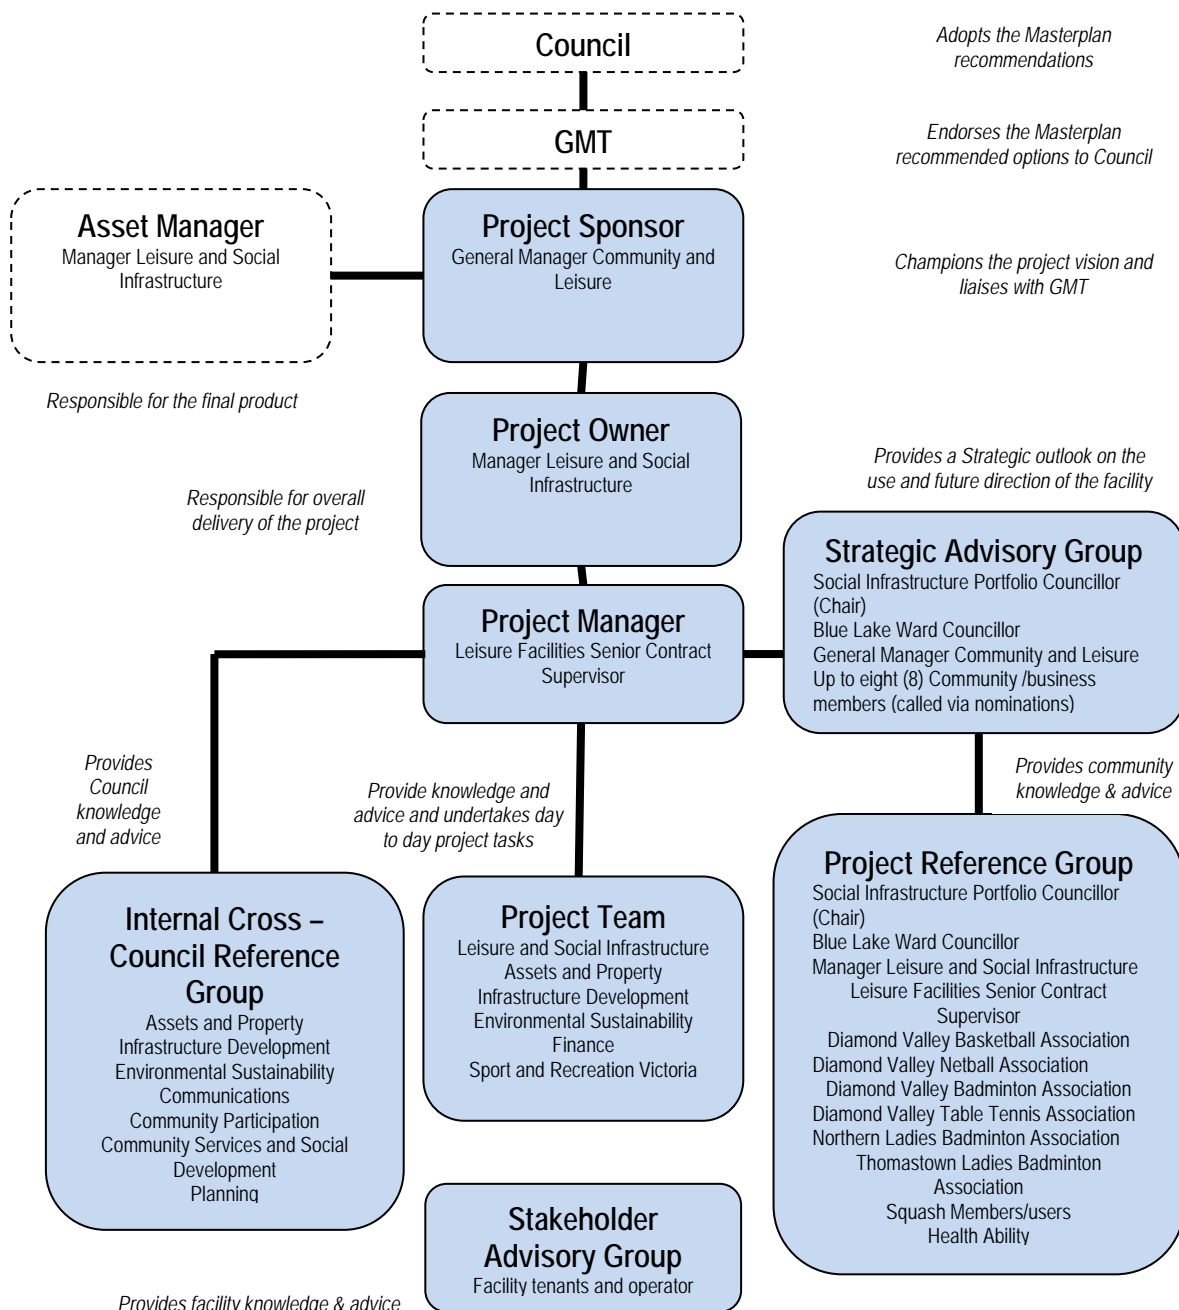 Council
Adopts the Masterplan
recommendations
GMT
Endorses the Masterplan
recommended options to Council
Asset Manager
Manager Leisure and Social
Infrastructure
Project Sponsor
General Manager Community and
Leisure
Champions the project vision and
liaises with GMT
Responsible for the final product
Project Owner
Manager Leisure and Social
Infrastructure
Responsible for overall
delivery of the project
Provides a Strategic outlook on the
use and future direction of the facility
Strategic Advisory Group
Social Infrastructure Portfolio Councillor
(Chair)
Blue Lake Ward Councillor
General Manager Community and Leisure
Up to eight (8) Community /business
members (called via nominations)
Project Manager
Leisure Facilities Senior Contract
Supervisor
Provides
Council
knowledge
and advice
Provide knowledge and
advice and undertakes day
to day project tasks
Provides community
knowledge & advice
Internal Cross –
Council Reference
Group
Assets and Property
Infrastructure Development
Environmental Sustainability
Communications
Community Participation
Community Services and Social
Development
Planning
Project Team
Leisure and Social Infrastructure
Assets and Property
Infrastructure Development
Environmental Sustainability
Finance
Sport and Recreation Victoria
Project Reference Group
Social Infrastructure Portfolio Councillor
(Chair)
Blue Lake Ward Councillor
Manager Leisure and Social Infrastructure
Leisure Facilities Senior Contract
Supervisor
Diamond Valley Basketball Association
Diamond Valley Netball Association
Diamond Valley Badminton Association
Diamond Valley Table Tennis Association
Northern Ladies Badminton Association
Thomastown Ladies Badminton
Association
Squash Members/users
Health Ability
Stakeholder
Advisory Group
Facility tenants and operator
Provides facility knowledge & advice